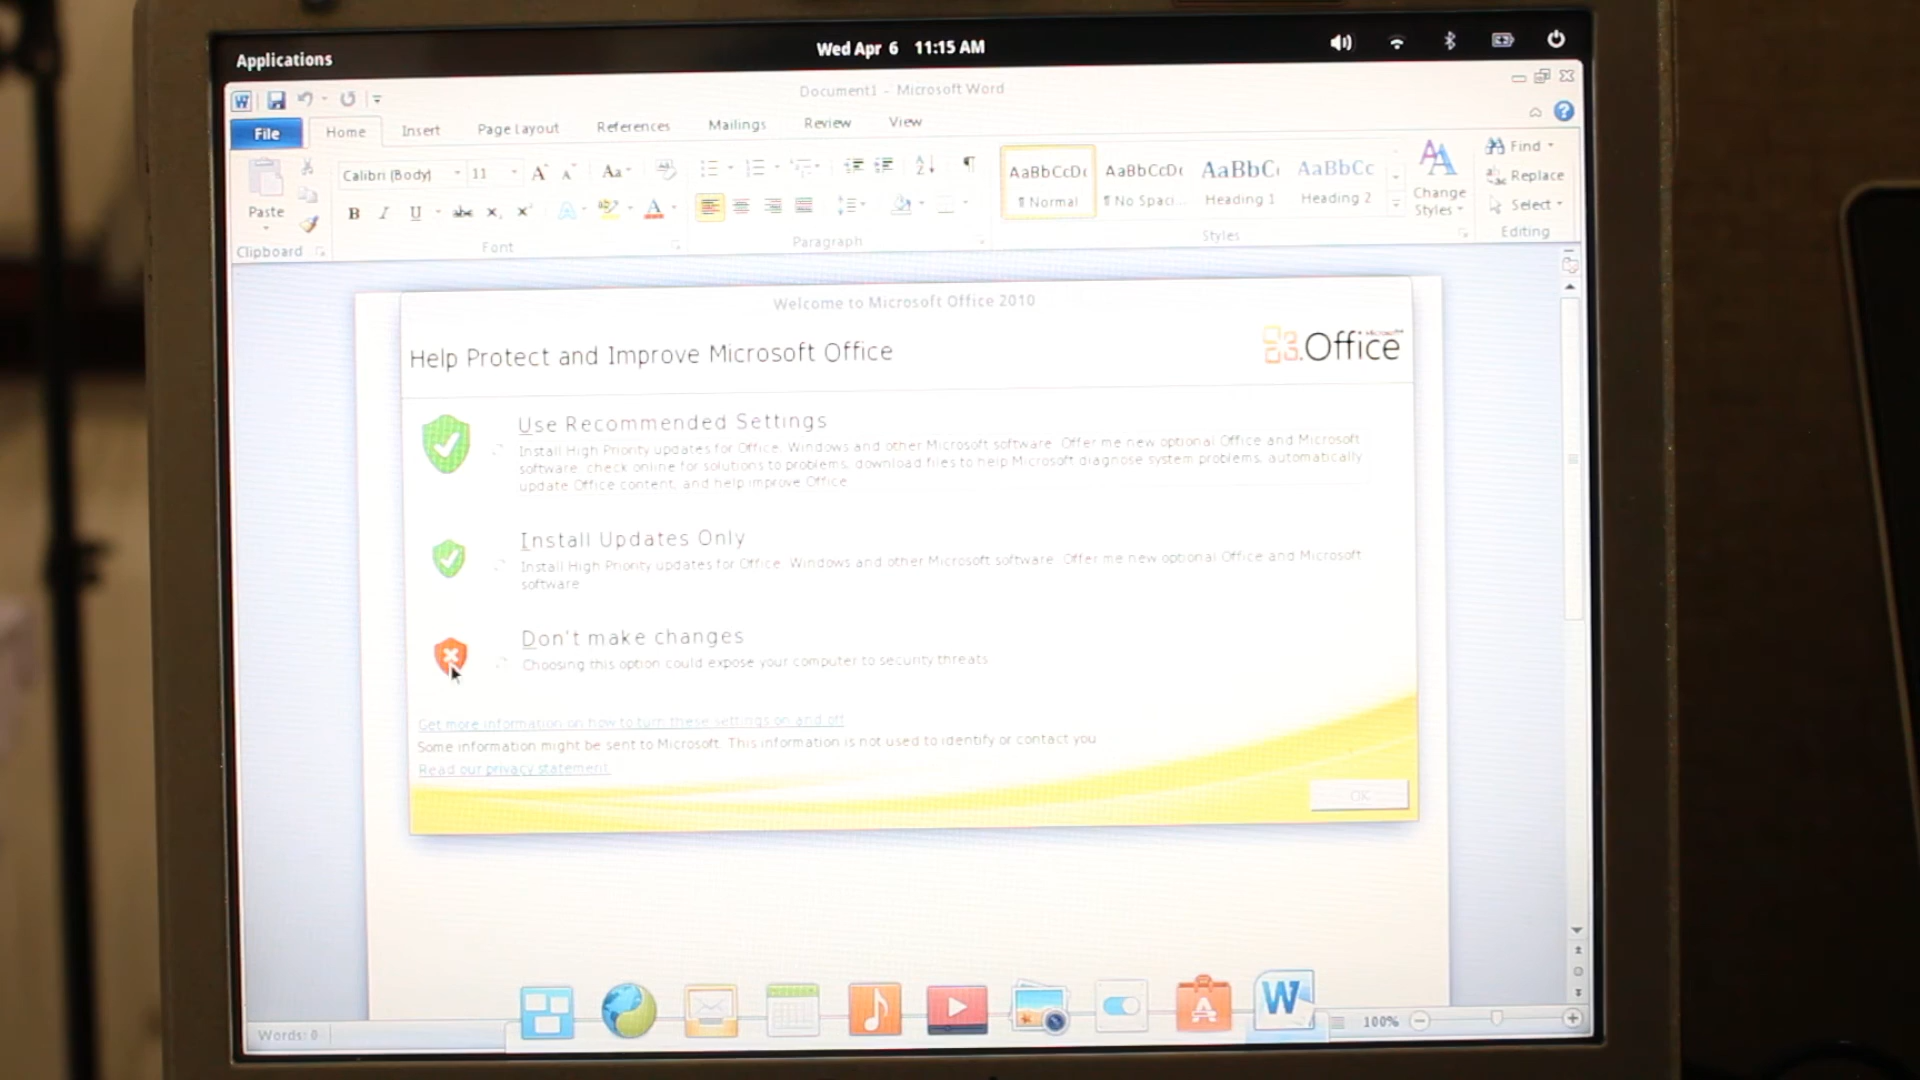 Applications
Wed Apr 6 11:15 AM
Document1 - Microsoft Word
File Home Insert Page Layout References Mailings Review View
Calibri (Body) 11 Aa
Paste
B I U abc x x A
AaBbCcDc AaBbCcDc AaBbC AaBbCc
¶ Normal ¶ No Spaci... Heading 1 Heading 2
Change
Styles
Find
Replace
Select
Clipboard Font Paragraph Styles Editing
Welcome to Microsoft Office 2010
Help Protect and Improve Microsoft Office
Microsoft
Office
Use Recommended Settings
Install High Priority updates for Office, Windows and other Microsoft software. Offer me new optional Office and Microsoft
software, check online for solutions to problems, download files to help Microsoft diagnose system problems, automatically
update Office content, and help improve Office
Install Updates Only
Install High Priority updates for Office, Windows and other Microsoft software. Offer me new optional Office and Microsoft
software
Don't make changes
Choosing this option could expose your computer to security threats
Get more information on how to turn these settings on and off
Some information might be sent to Microsoft. This information is not used to identify or contact you
Read our privacy statement
OK
Words: 0
100%